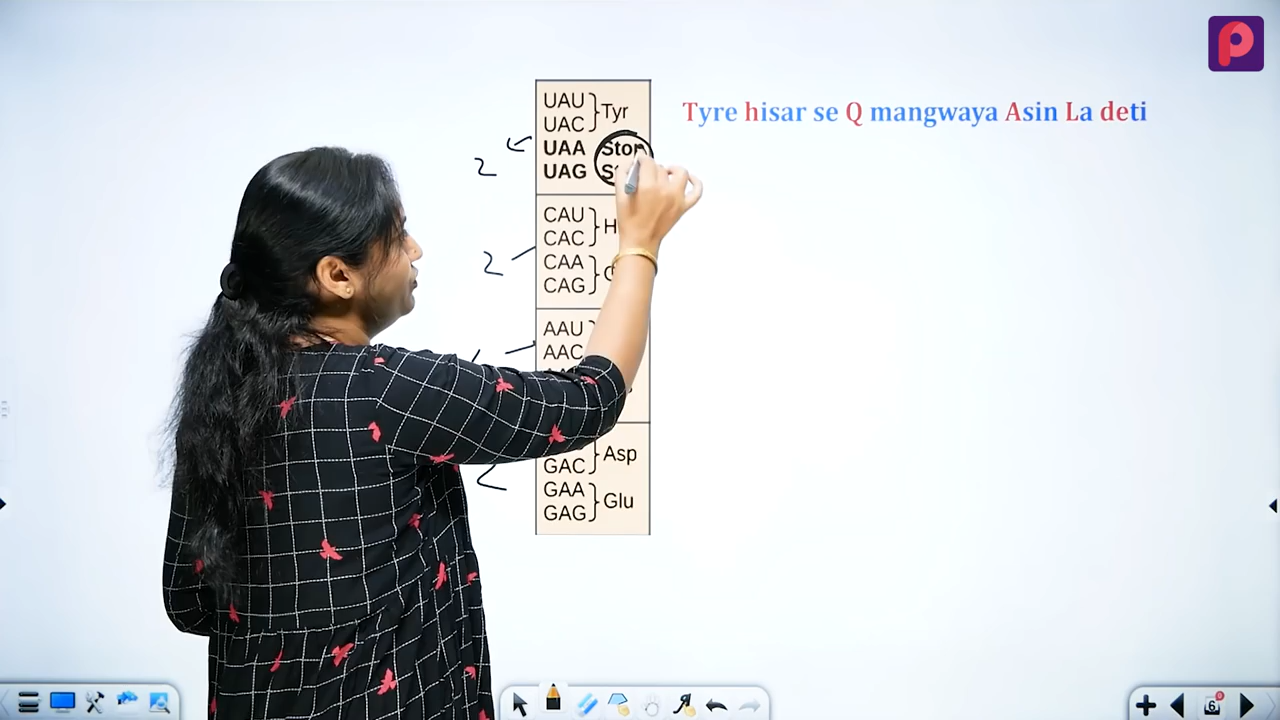 Tyre hisar se Q mangwaya Asin La deti
UAU
UAC
Tyr
UAA
UAG
2
CAU
CAC
CAA
CAG
2
AAU
AAC
GAC
Asp
GAA
GAG
Glu